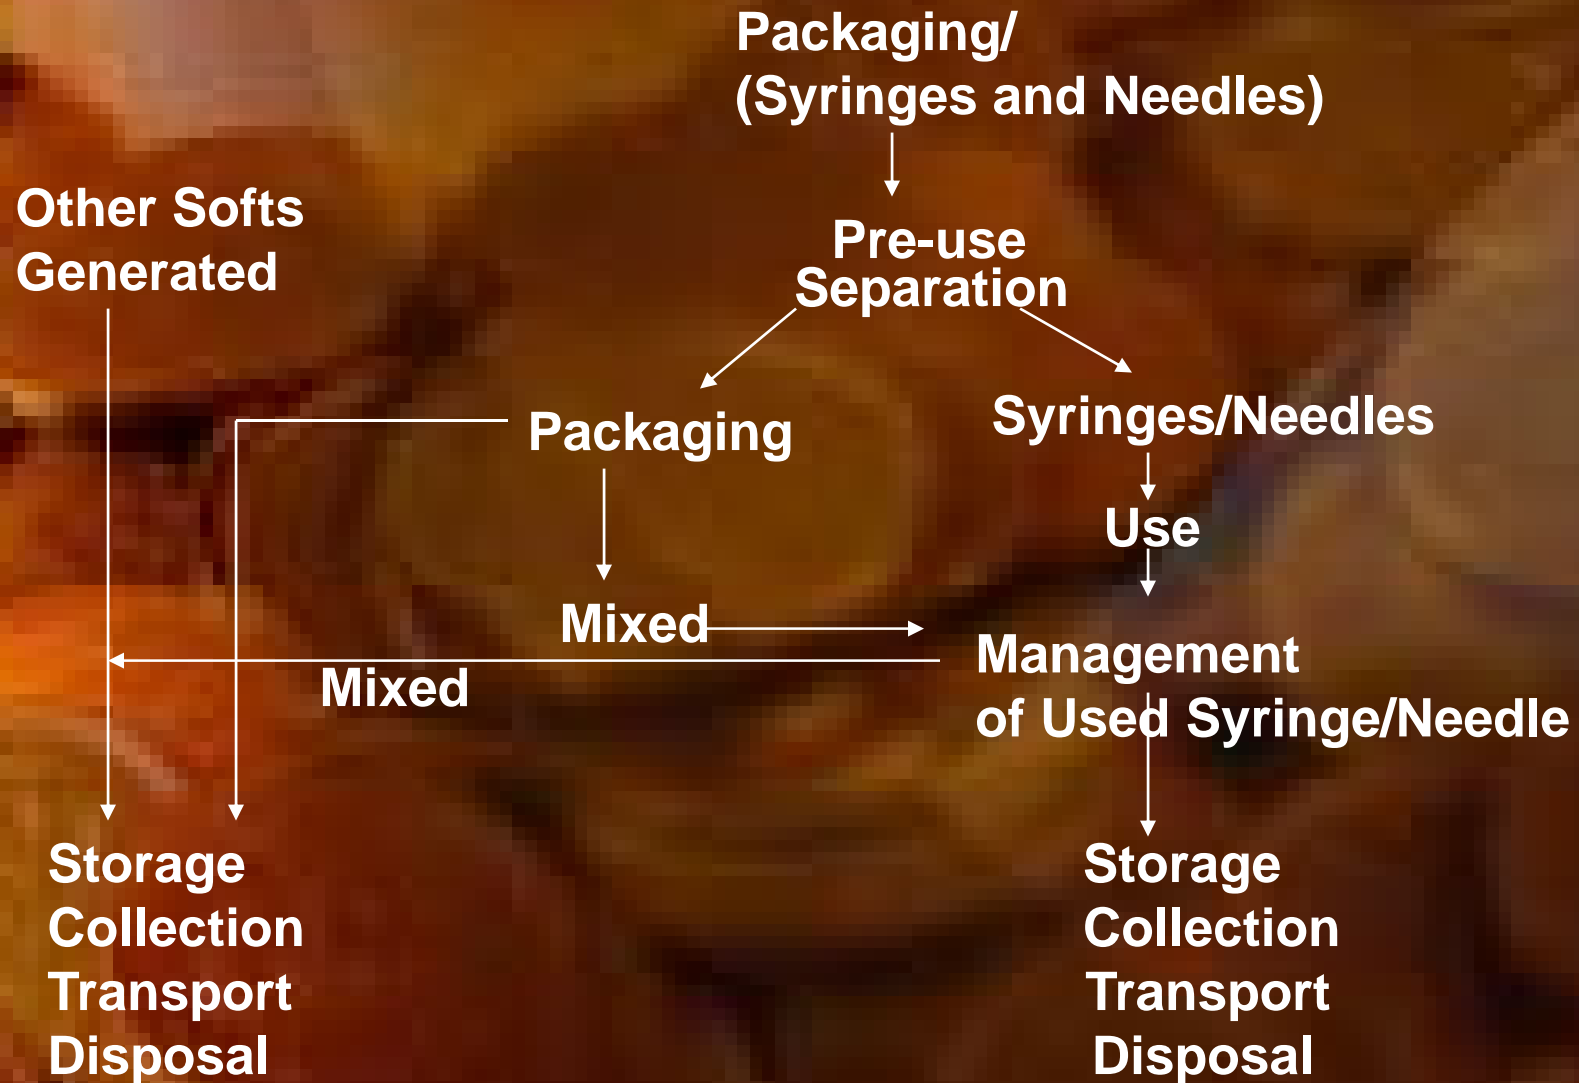 Packaging/
(Syringes and Needles)
Other Softs
Generated
Pre-use
Separation
Packaging
Syringes/Needles
Use
Mixed
Mixed
Management
of Used Syringe/Needle
Storage
Collection
Transport
Disposal
Storage
Collection
Transport
Disposal